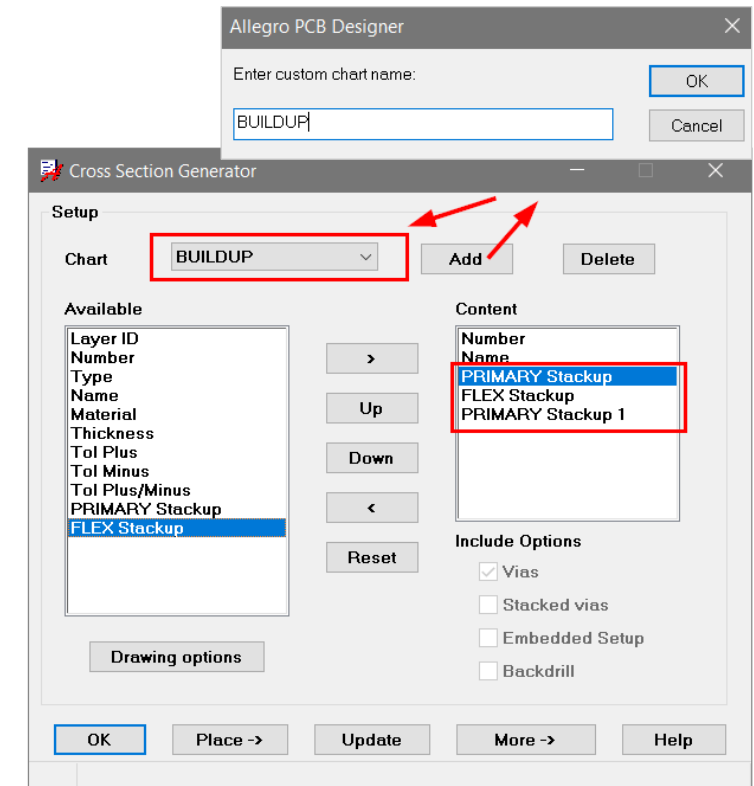 Allegro PCB Designer
Enter custom chart name:
OK
BUILDUP
Cancel
Cross Section Generator
Setup
Chart
BUILDUP
Add
Delete
Available
Layer ID
Number
Type
Name
Material
Thickness
Tol Plus
Tol Minus
Tol Plus/Minus
PRIMARY Stackup
FLEX Stackup
>
Up
Down
<
Reset
Content
Number
Name
PRIMARY Stackup
FLEX Stackup
PRIMARY Stackup 1
Include Options
Vias
Stacked vias
Embedded Setup
Backdrill
Drawing options
OK
Place ->
Update
More ->
Help